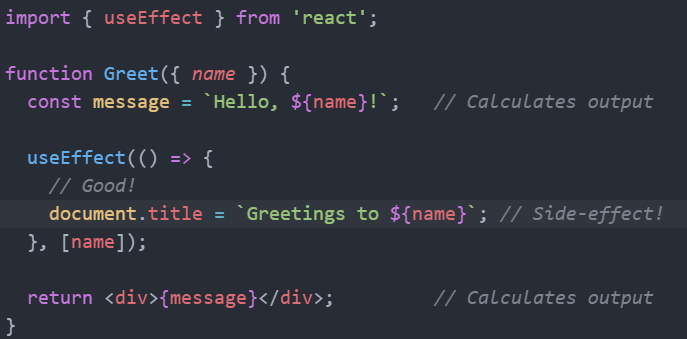 import { useEffect } from 'react';

function Greet({ name }) {
  const message = `Hello, ${name}!`;   // Calculates output

  useEffect(() => {
    // Good!
    document.title = `Greetings to ${name}`; // Side-effect!
  }, [name]);

  return <div>{message}</div>;         // Calculates output
}